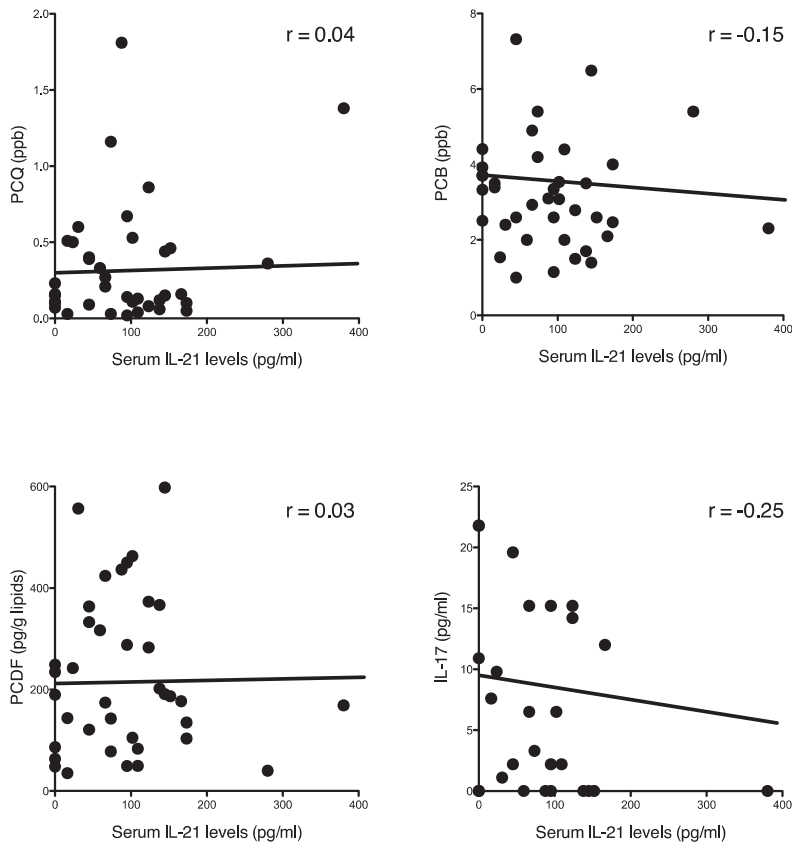 2.0
1.5
1.0
0.5
0.0
PCQ (ppb)
r = 0.04
0 100 200 300 400
Serum IL-21 levels (pg/ml)
8
6
4
2
0
PCB (ppb)
r = -0.15
0 100 200 300 400
Serum IL-21 levels (pg/ml)
600
400
200
0
PCDF (pg/g lipids)
r = 0.03
0 100 200 300 400
Serum IL-21 levels (pg/ml)
25
20
15
10
5
0
IL-17 (pg/ml)
r = -0.25
0 100 200 300 400
Serum IL-21 levels (pg/ml)